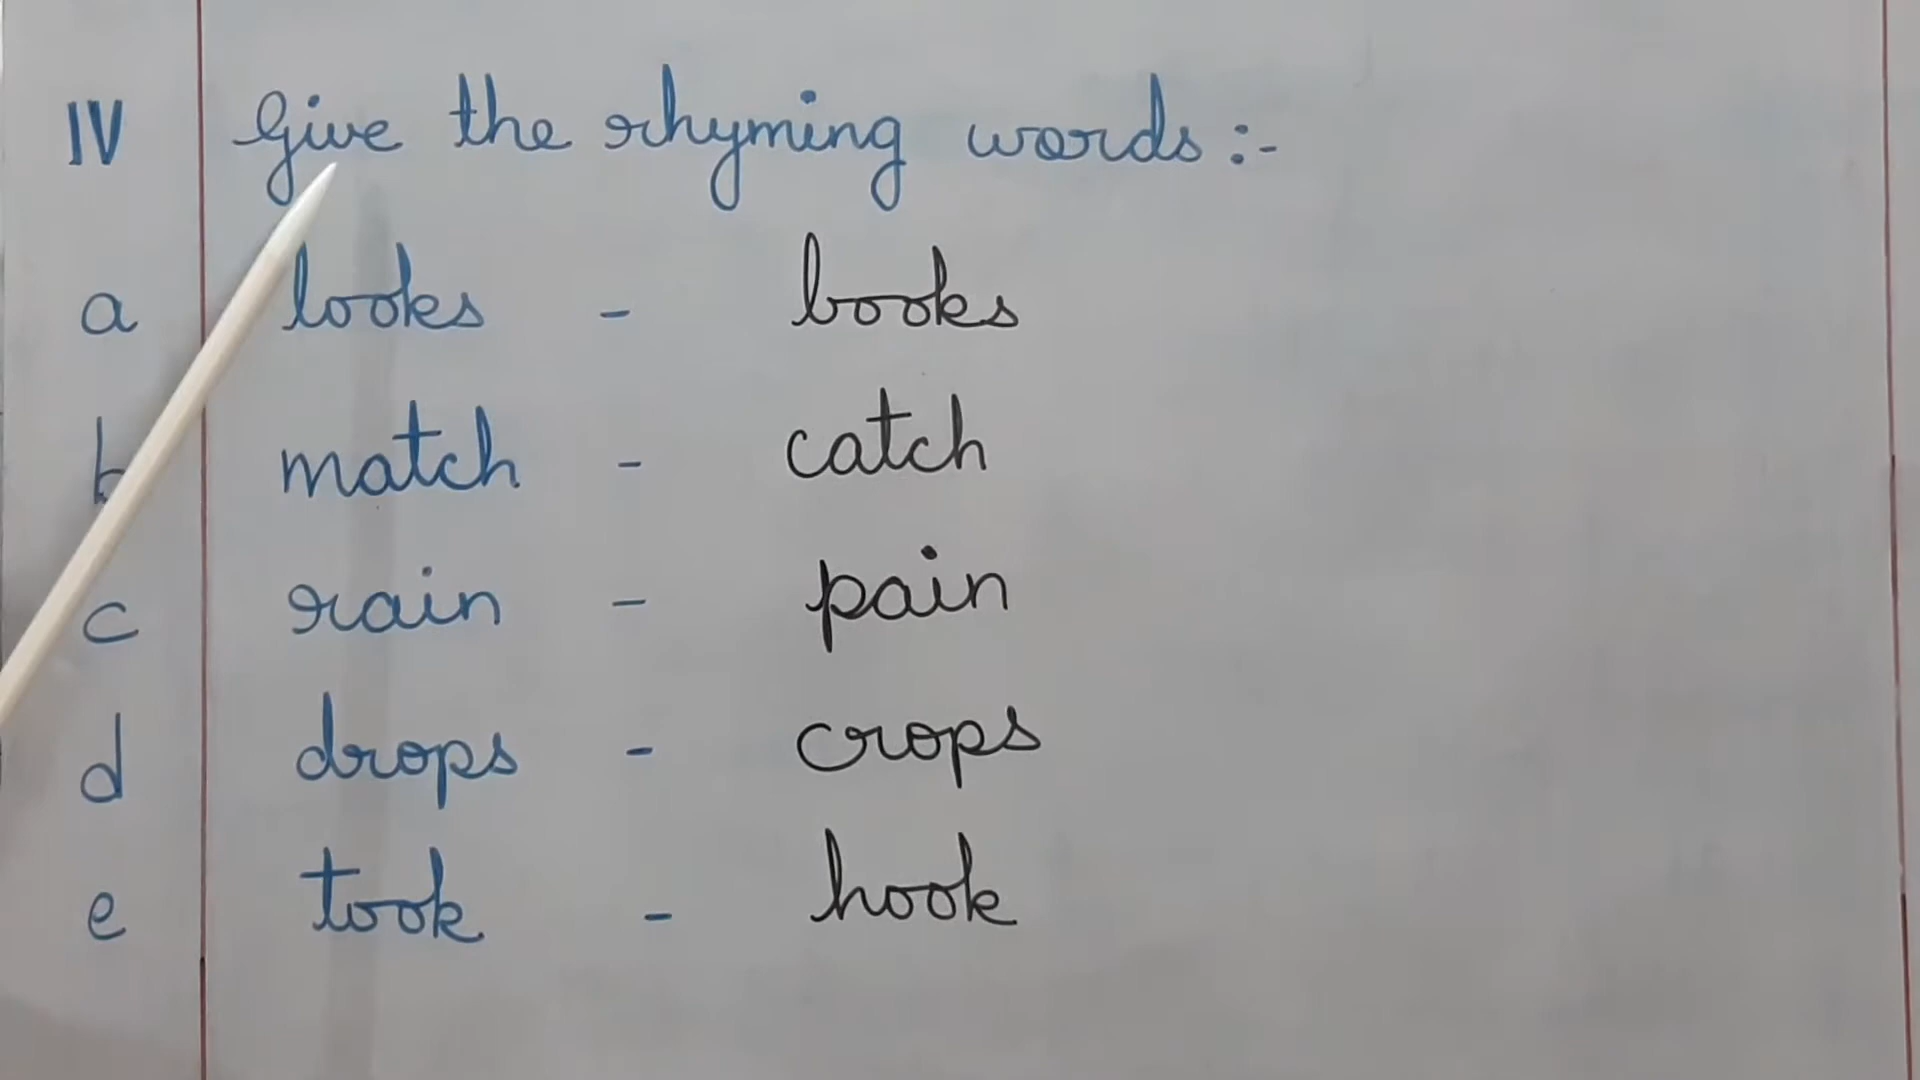 IV Give the rhyming words :-
a looks - books
b match - catch
c rain - pain
d drops - crops
e took - hook